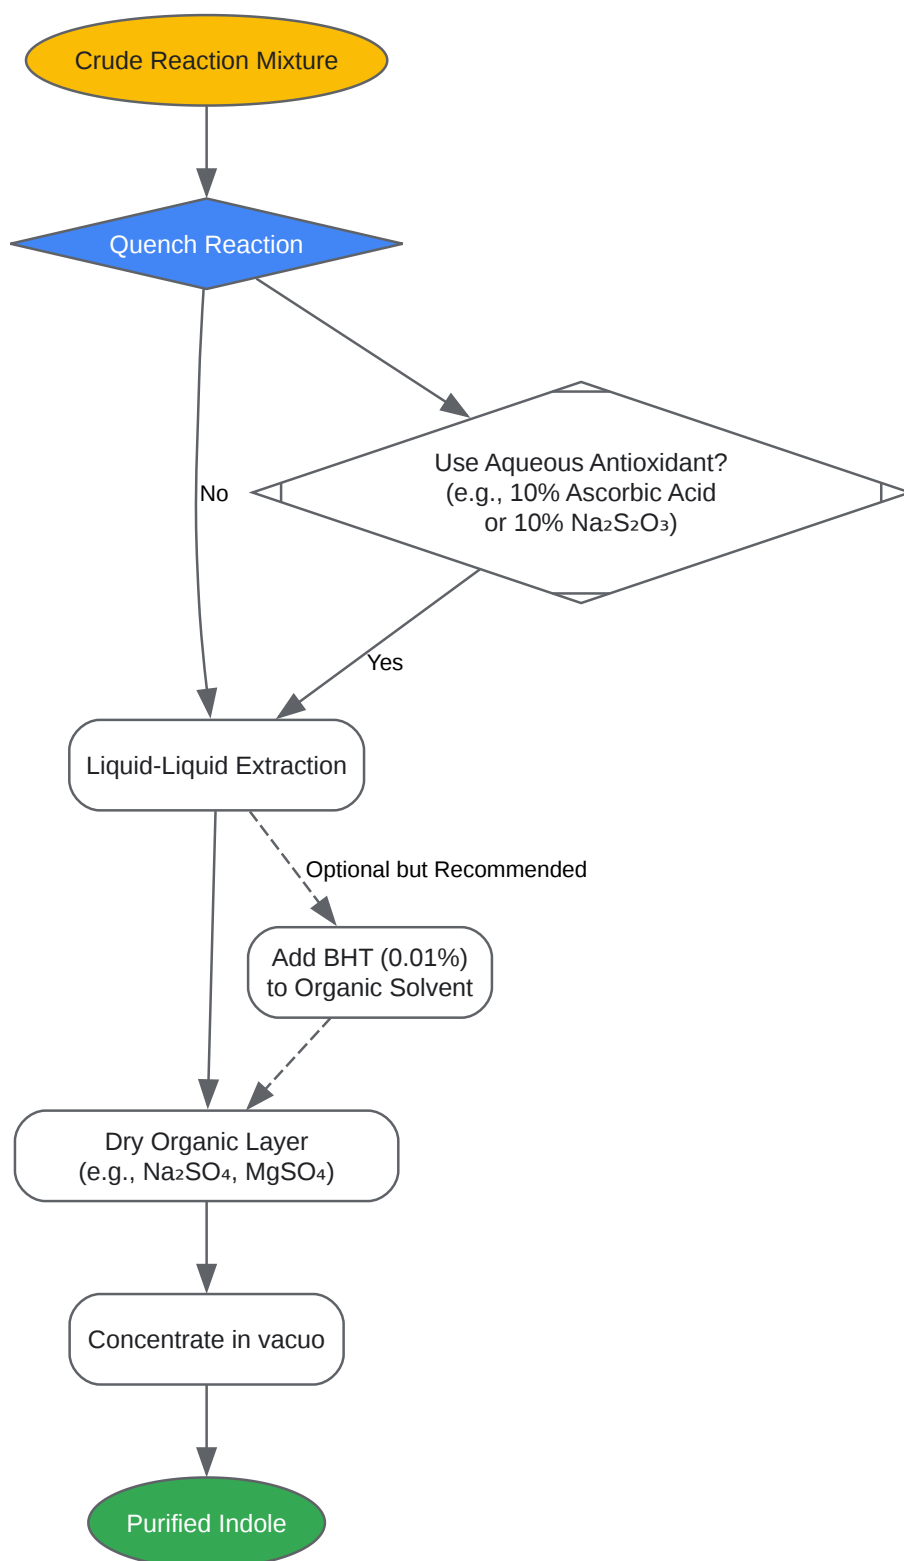 Crude Reaction Mixture
Quench Reaction
Use Aqueous Antioxidant?
(e.g., 10% Ascorbic Acid
or 10% Na₂S₂O₃)
No
Yes
Liquid-Liquid Extraction
Optional but Recommended
Add BHT (0.01%)
to Organic Solvent
Dry Organic Layer
(e.g., Na₂SO₄, MgSO₄)
Concentrate in vacuo
Purified Indole